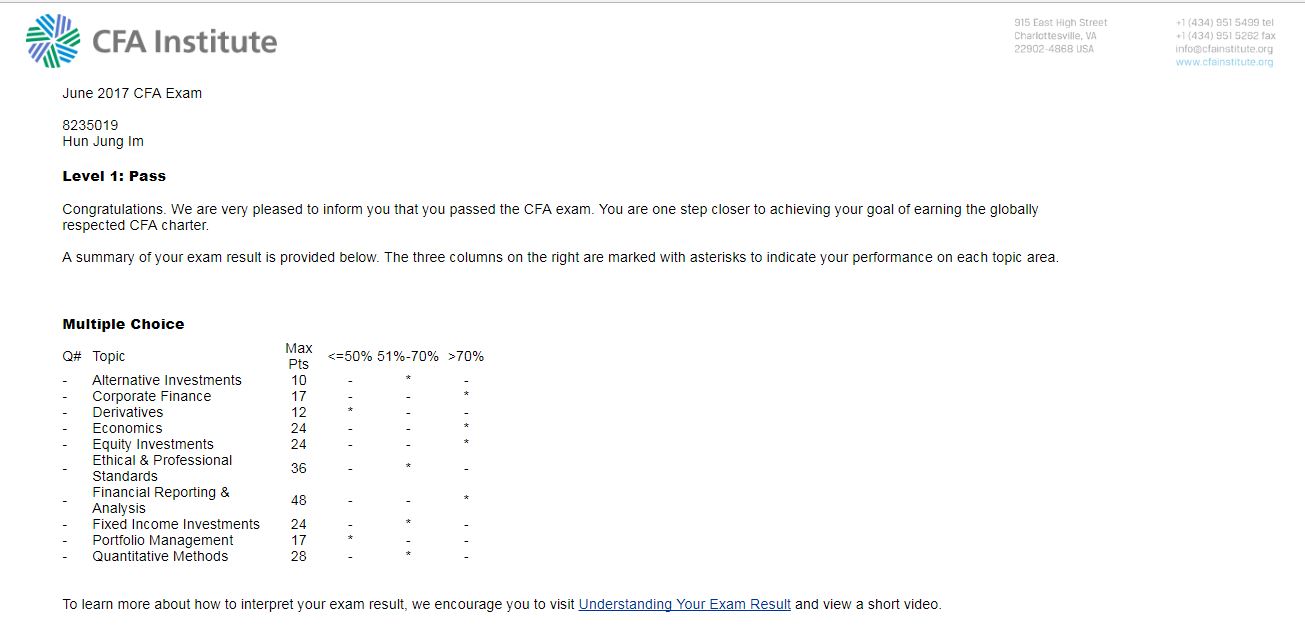 CFA Institute
915 East High Street
Charlottesville, VA
22902-4868 USA
+1 (434) 951 5499 tel
+1 (434) 951 5262 fax
info@cfainstitute.org
www.cfainstitute.org
June 2017 CFA Exam
8235019
Hun Jung Im
Level 1: Pass
Congratulations. We are very pleased to inform you that you passed the CFA exam. You are one step closer to achieving your goal of earning the globally
respected CFA charter.
A summary of your exam result is provided below. The three columns on the right are marked with asterisks to indicate your performance on each topic area.
Multiple Choice
Q# Topic Max Pts <=50% 51%-70% >70%
- Alternative Investments 10 - * -
- Corporate Finance 17 - - *
- Derivatives 12 * - -
- Economics 24 - - *
- Equity Investments 24 - - *
- Ethical & Professional Standards 36 - * -
- Financial Reporting & Analysis 48 - - *
- Fixed Income Investments 24 - * -
- Portfolio Management 17 * - -
- Quantitative Methods 28 - * -
To learn more about how to interpret your exam result, we encourage you to visit Understanding Your Exam Result and view a short video.